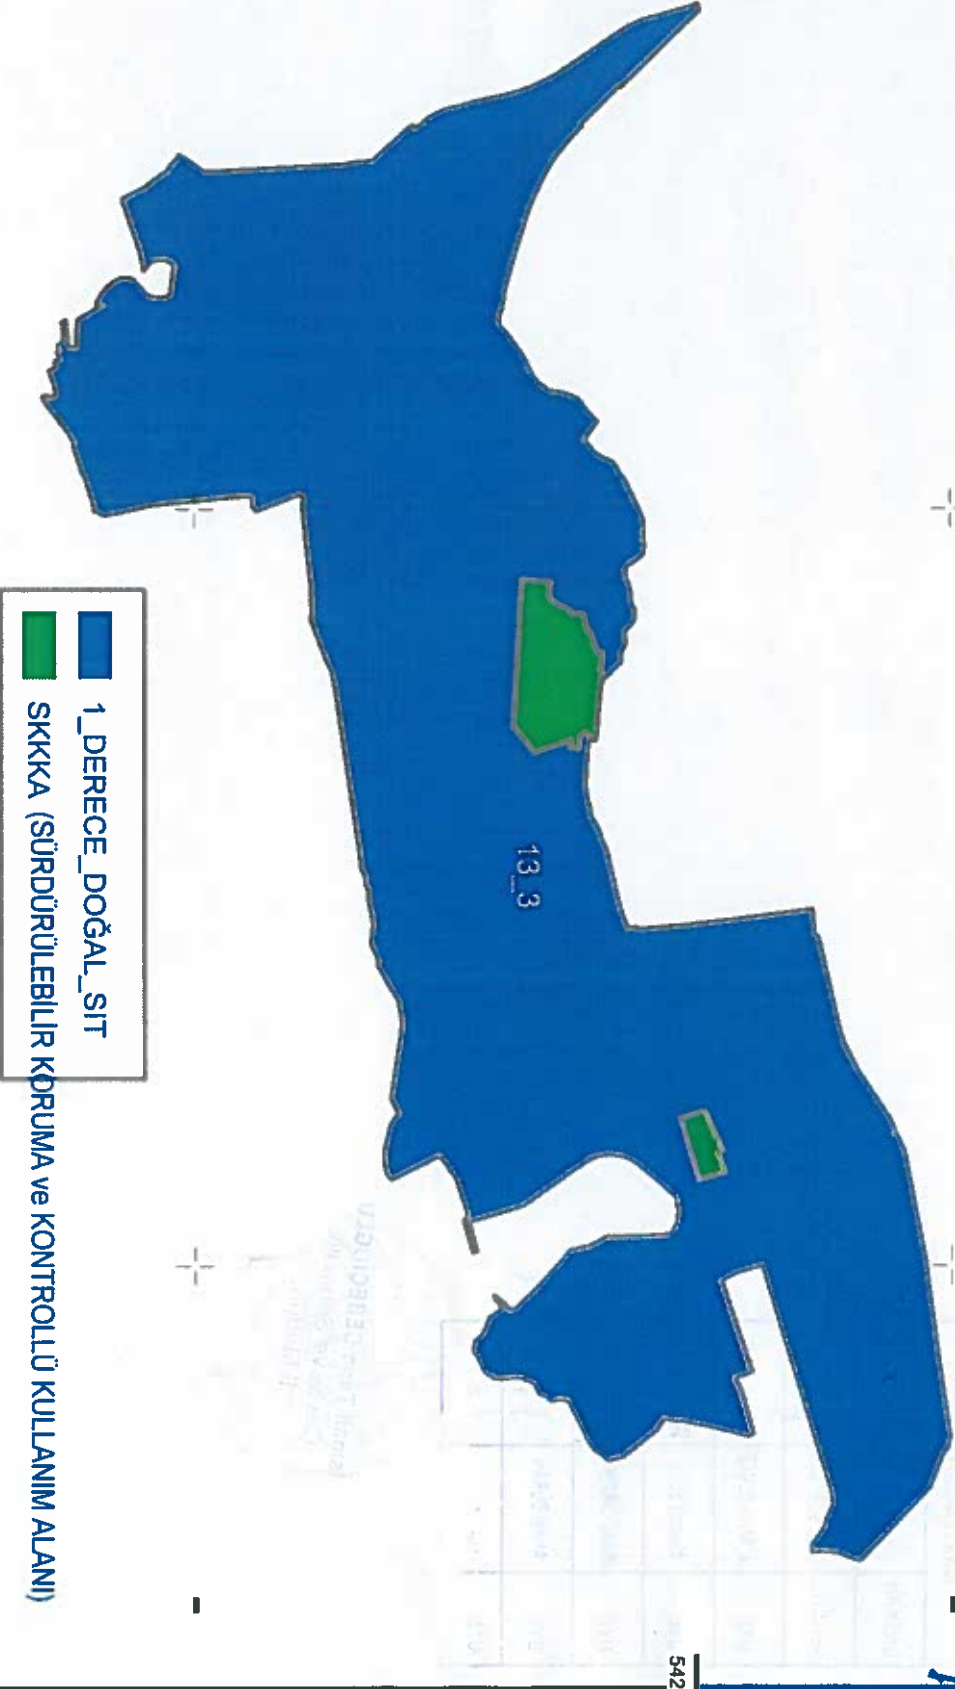 13_3
1_DERECE_DOĞAL_SIT
SKKKA (SÜRDÜRÜLEBİLİR KORUMA ve KONTROLLÜ KULLANIM ALANI)
542